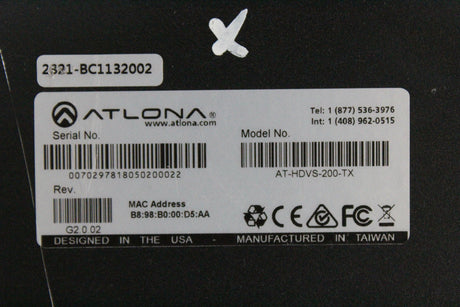 2321-BC1132002
ATLONA®
www.atlona.com
Tel: 1 (877) 536-3976
Int: 1 (408) 962-0515
Serial No.
0070297818050200022
Model No.
AT-HDVS-200-TX
Rev.
G2.0 02
MAC Address
B8:98:B0:00:D5:AA
CE FC
DESIGNED IN THE USA - MANUFACTURED IN TAIWAN